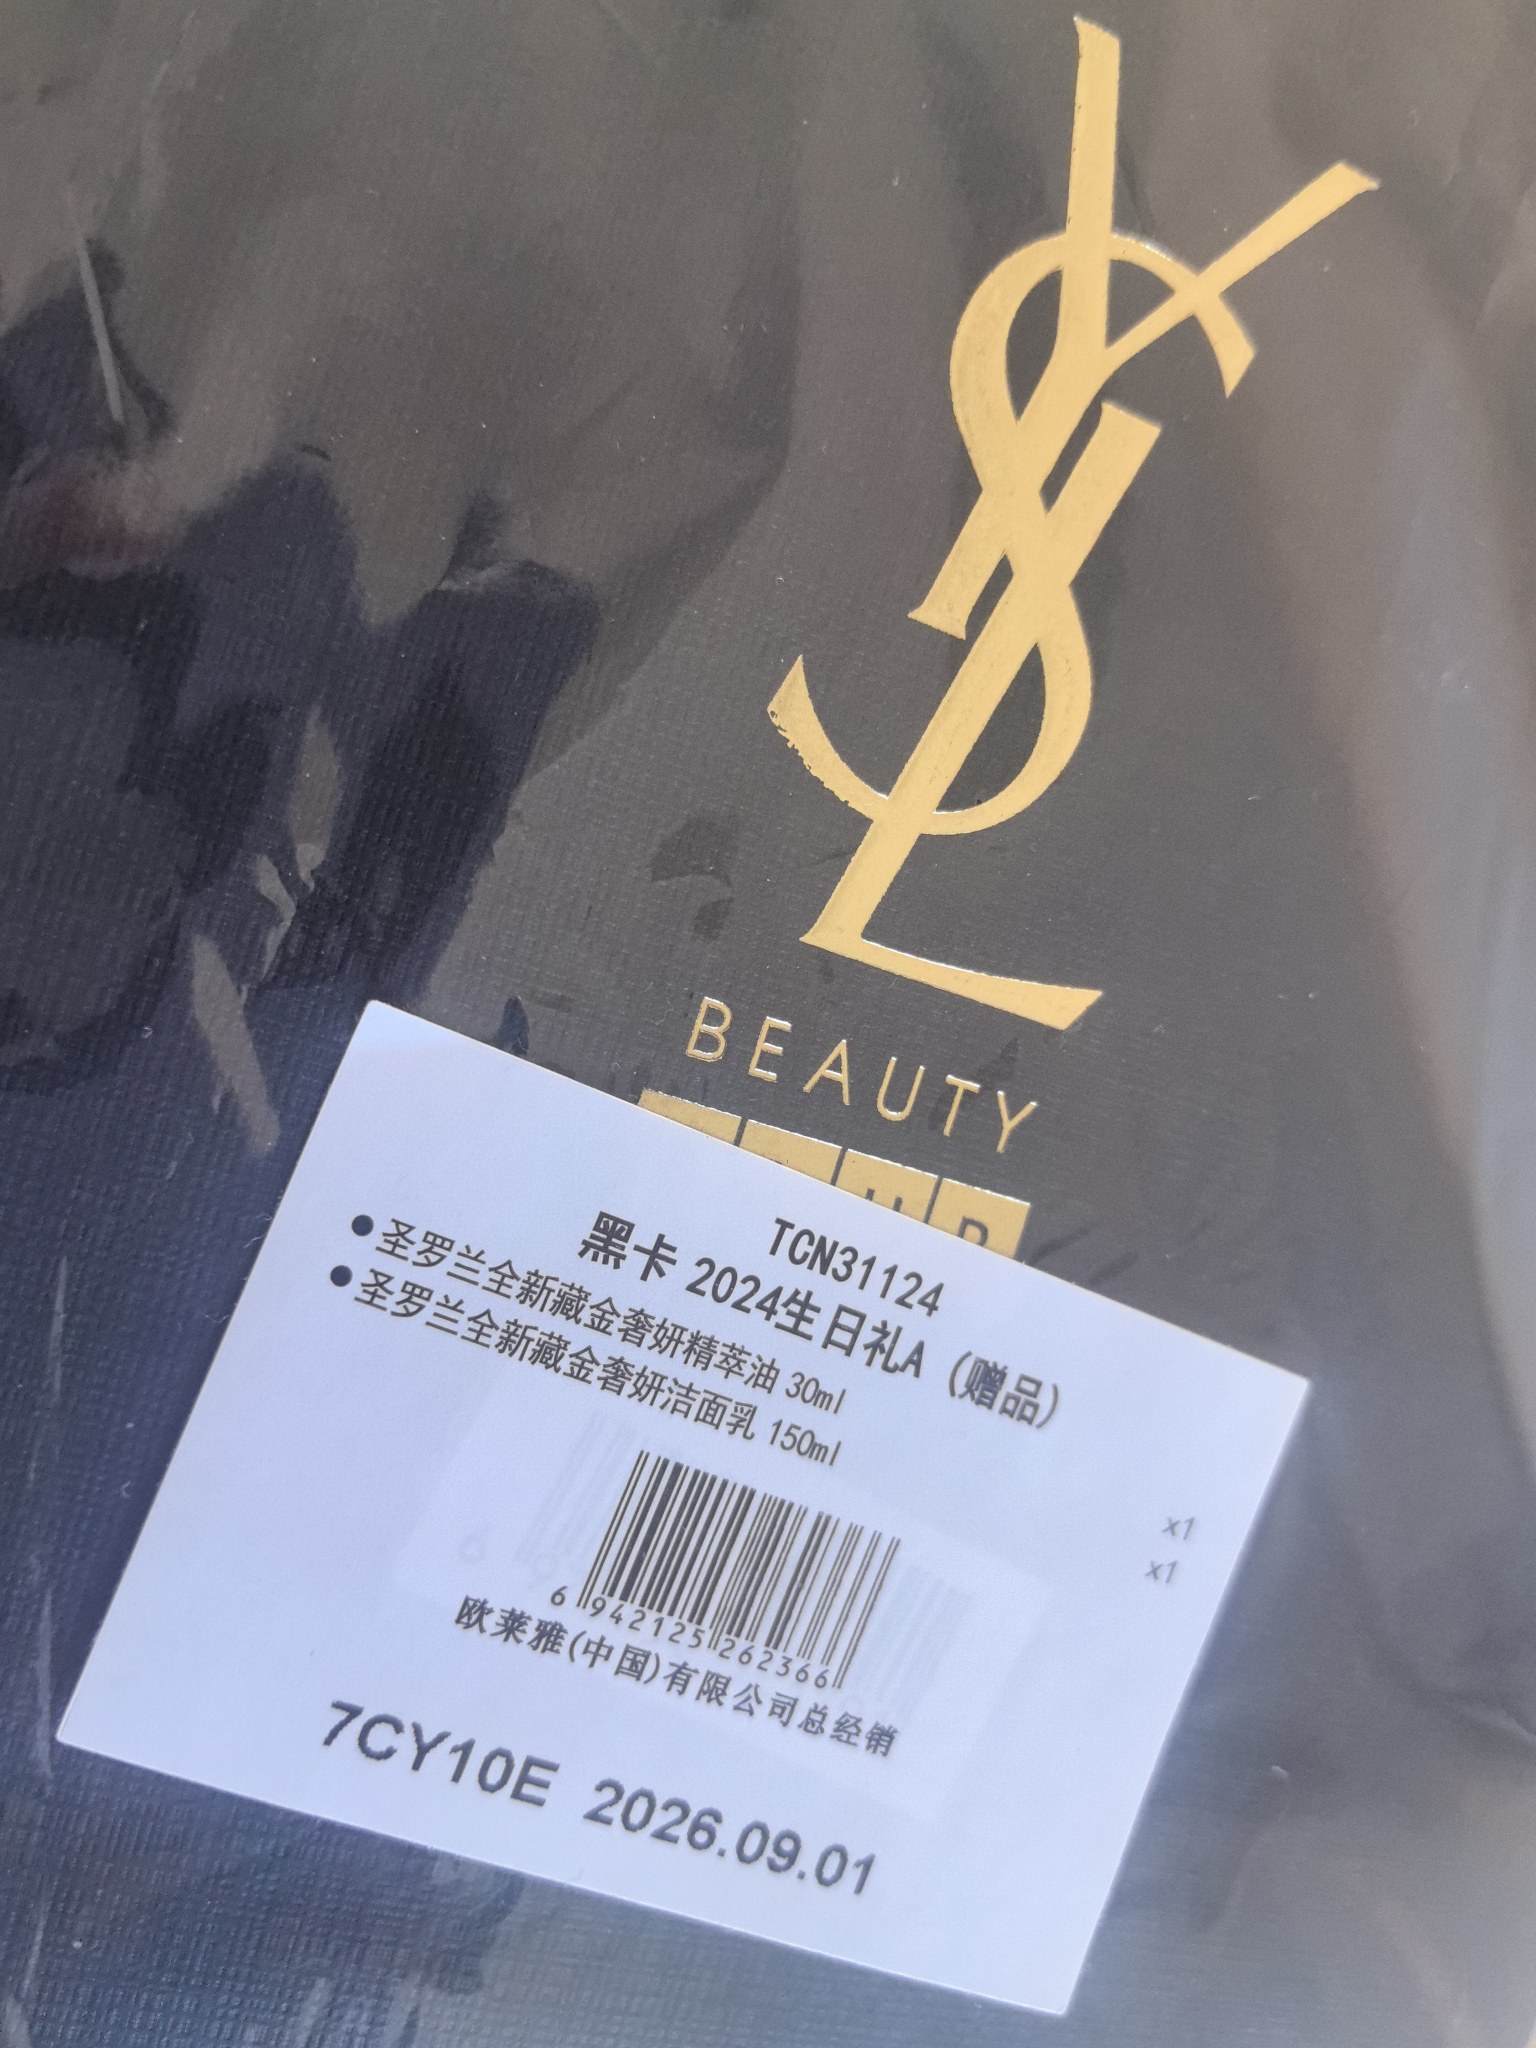 YSL
BEAUTY
TCN31124
黑卡 2024生日礼A (赠品)
●圣罗兰全新藏金奢妍精萃油 30ml x1
●圣罗兰全新藏金奢妍洁面乳 150ml x1
6 942125 262366
欧莱雅(中国)有限公司总经销
7CY10E 2026.09.01